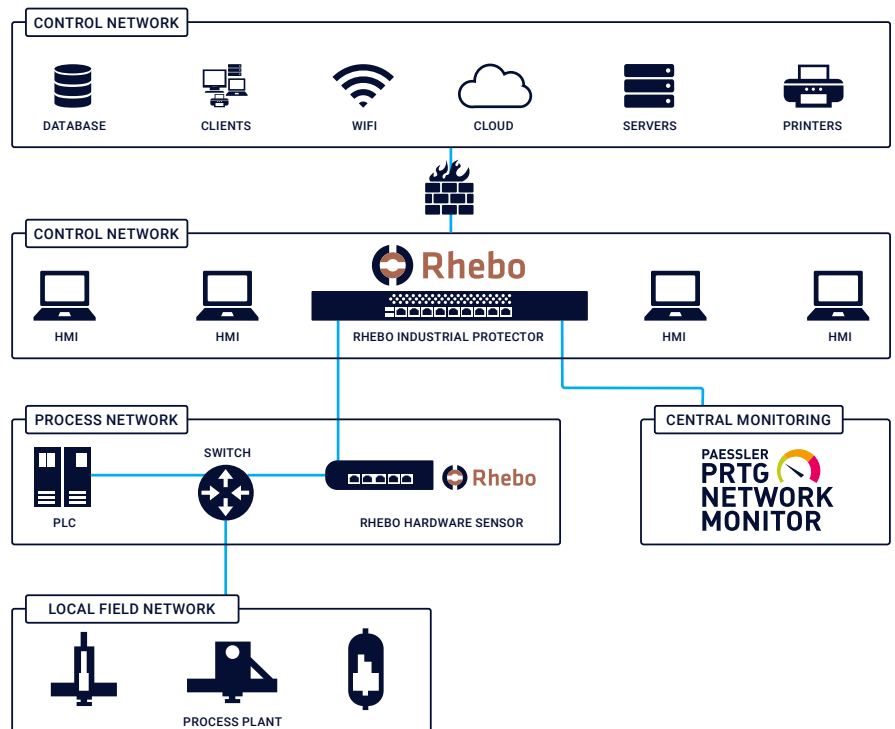 CONTROL NETWORK
DATABASE
CLIENTS
WIFI
CLOUD
SERVERS
PRINTERS
CONTROL NETWORK
Rhebo
HMI
HMI
RHEBO INDUSTRIAL PROTECTOR
HMI
HMI
PROCESS NETWORK
SWITCH
Rhebo
PLC
RHEBO HARDWARE SENSOR
CENTRAL MONITORING
PAESSLER
PRTG
NETWORK
MONITOR
LOCAL FIELD NETWORK
PROCESS PLANT